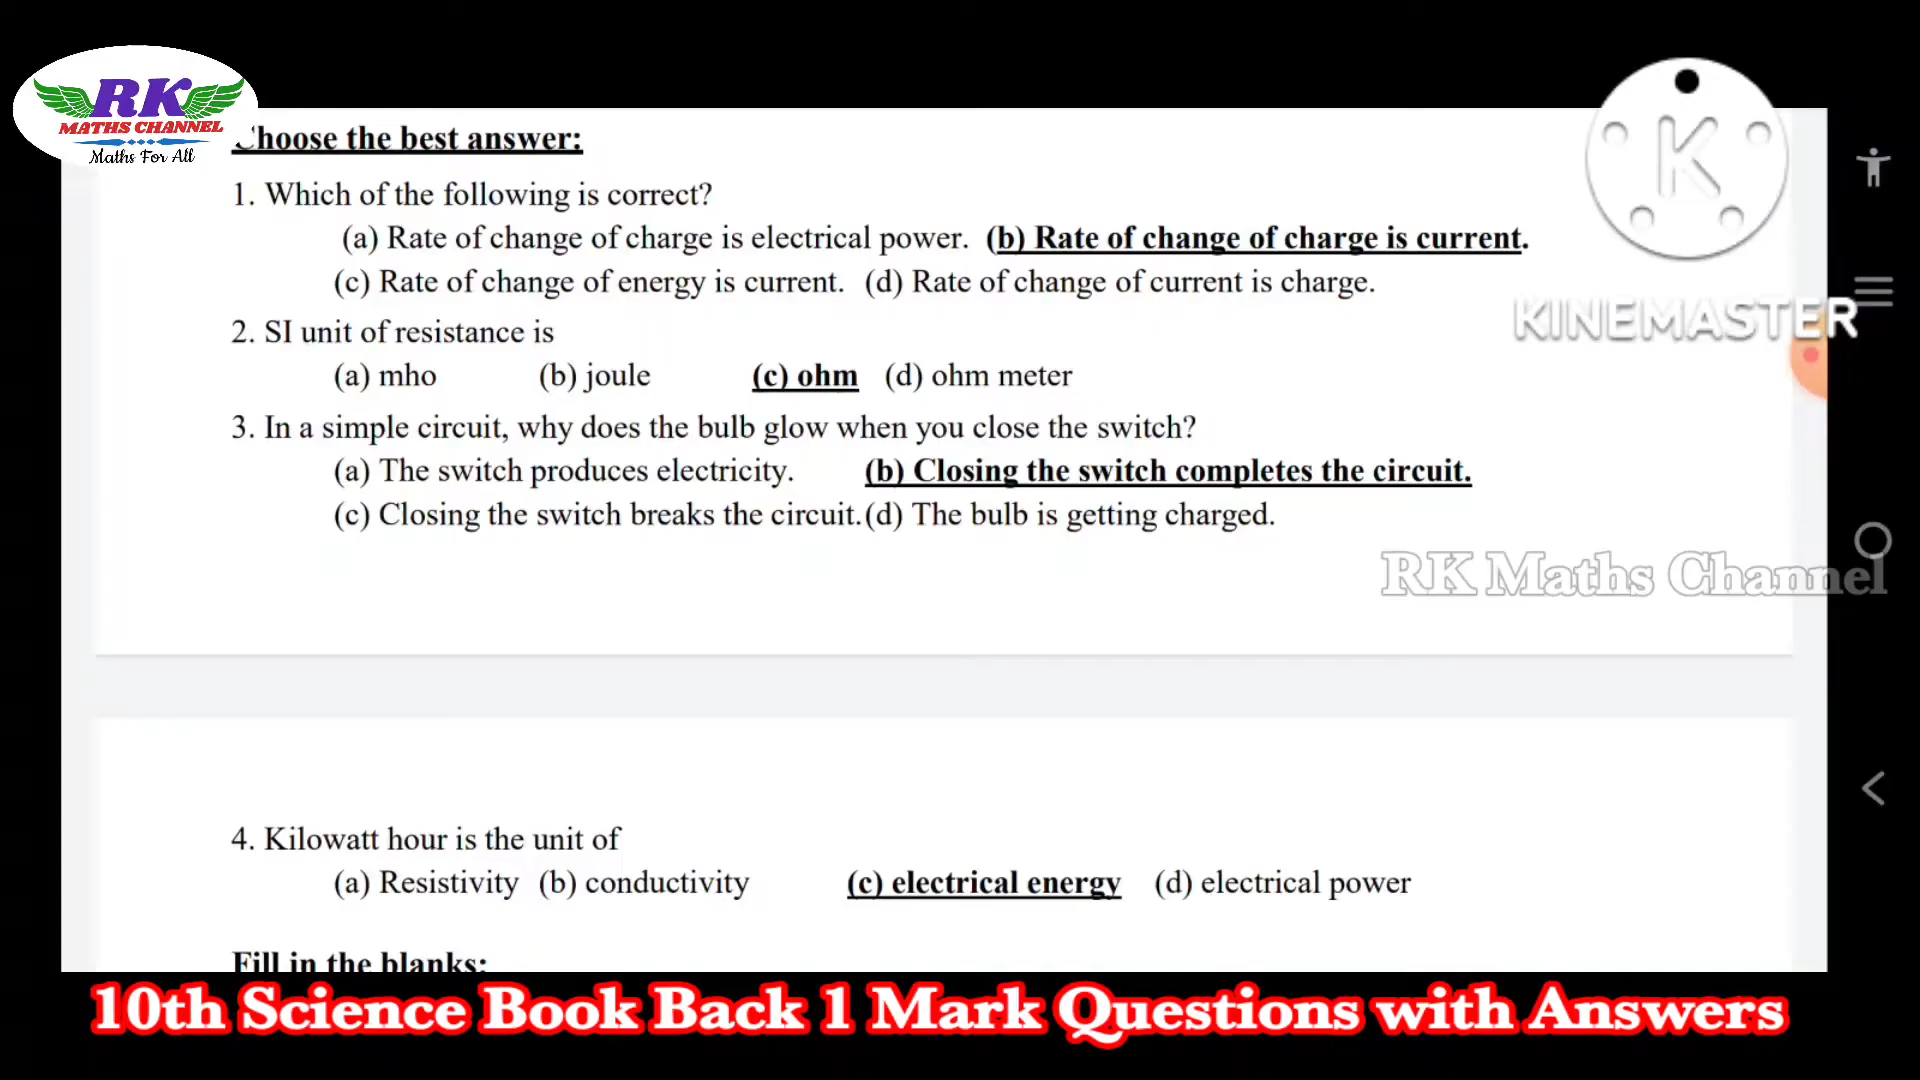 RK
MATHS CHANNEL
Maths For All
Choose the best answer:
1. Which of the following is correct?
(a) Rate of change of charge is electrical power. (b) Rate of change of charge is current.
(c) Rate of change of energy is current. (d) Rate of change of current is charge.
K
KINEMASTER
2. SI unit of resistance is
(a) mho (b) joule (c) ohm (d) ohm meter
3. In a simple circuit, why does the bulb glow when you close the switch?
(a) The switch produces electricity. (b) Closing the switch completes the circuit.
(c) Closing the switch breaks the circuit.(d) The bulb is getting charged.
RK Maths Channel
4. Kilowatt hour is the unit of
(a) Resistivity (b) conductivity (c) electrical energy (d) electrical power
Fill in the blanks:
10th Science Book Back 1 Mark Questions with Answers